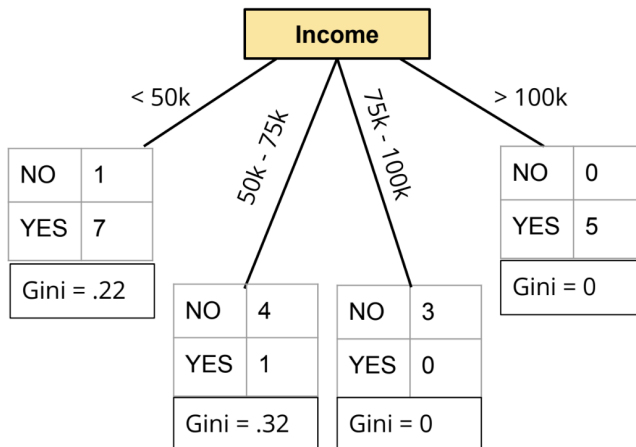 Income
< 50k
50k - 75k
75k - 100k
> 100k
NO 1
YES 7
Gini = .22
NO 4
YES 1
Gini = .32
NO 3
YES 0
Gini = 0
NO 0
YES 5
Gini = 0